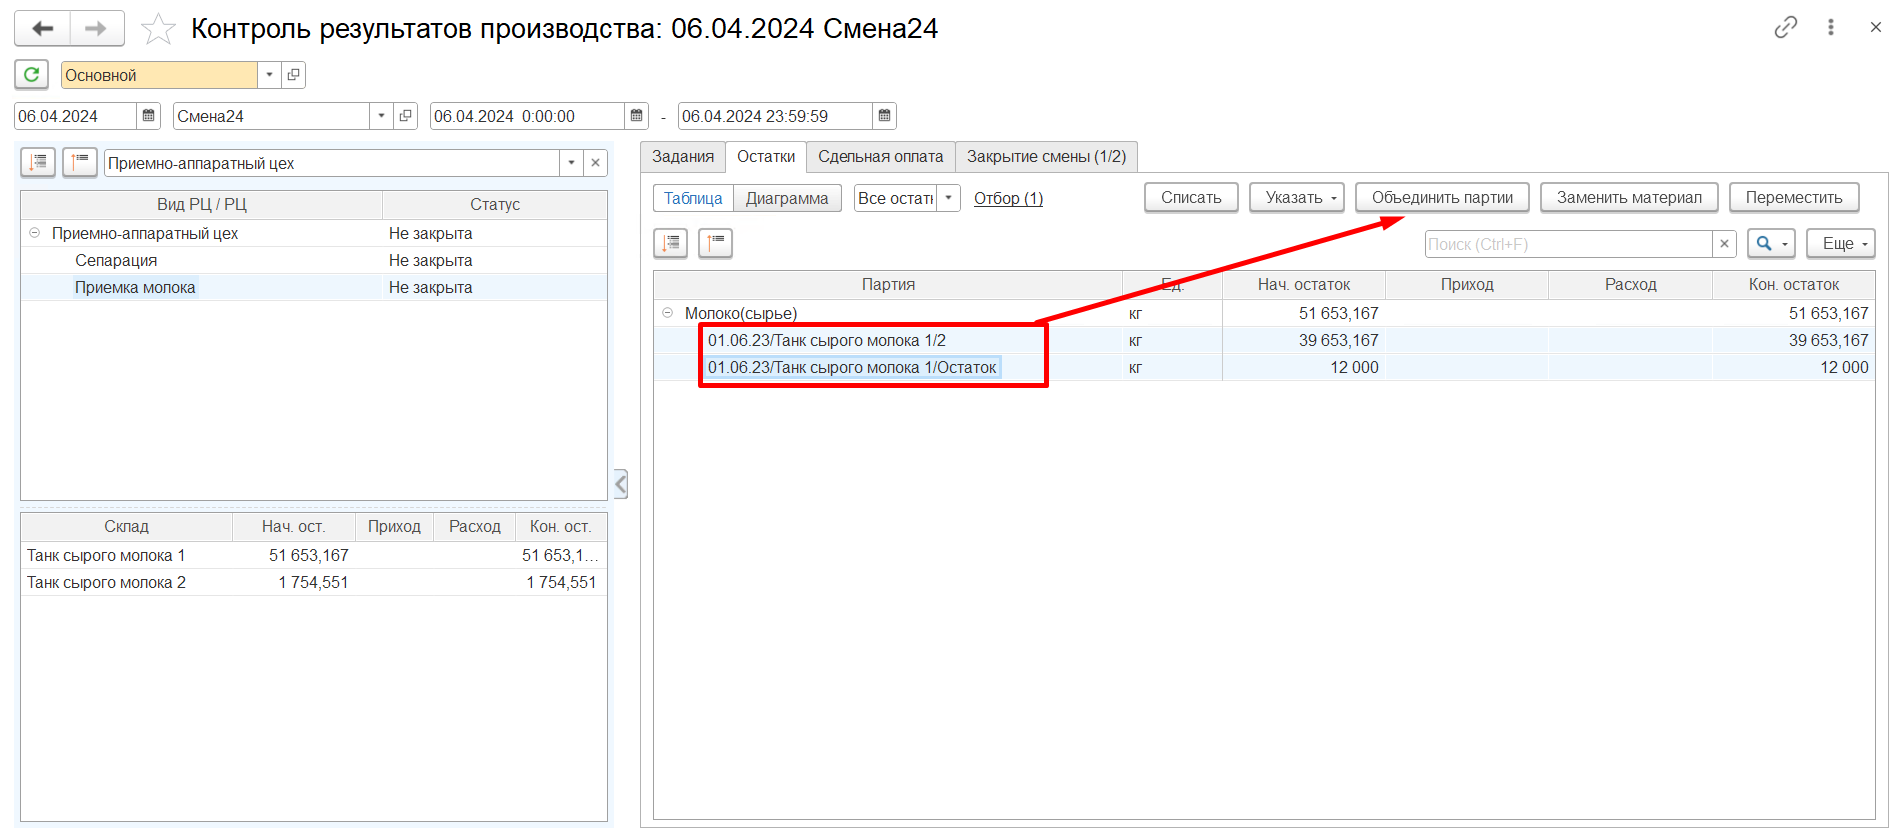 Контроль результатов производства: 06.04.2024 Смена24
Основной
06.04.2024 Смена24 06.04.2024 0:00:00 - 06.04.2024 23:59:59
Приемно-аппаратный цех
Вид РЦ / РЦ Статус
Приемно-аппаратный цех Не закрыта
Сепарация Не закрыта
Приемка молока Не закрыта
Склад Нач. ост. Приход Расход Кон. ост.
Танк сырого молока 1 51 653,167 51 653,1...
Танк сырого молока 2 1 754,551 1 754,551
Задания Остатки Сдельная оплата Закрытие смены (1/2)
Таблица Диаграмма Все остат Отбор (1) Списать Указать Объединить партии Заменить материал Переместить
Поиск (Ctrl+F) Еще
Партия Ед. Нач. остаток Приход Расход Кон. остаток
Молоко(сырье) кг 51 653,167 51 653,167
01.06.23/Танк сырого молока 1/2 кг 39 653,167 39 653,167
01.06.23/Танк сырого молока 1/Остаток кг 12 000 12 000